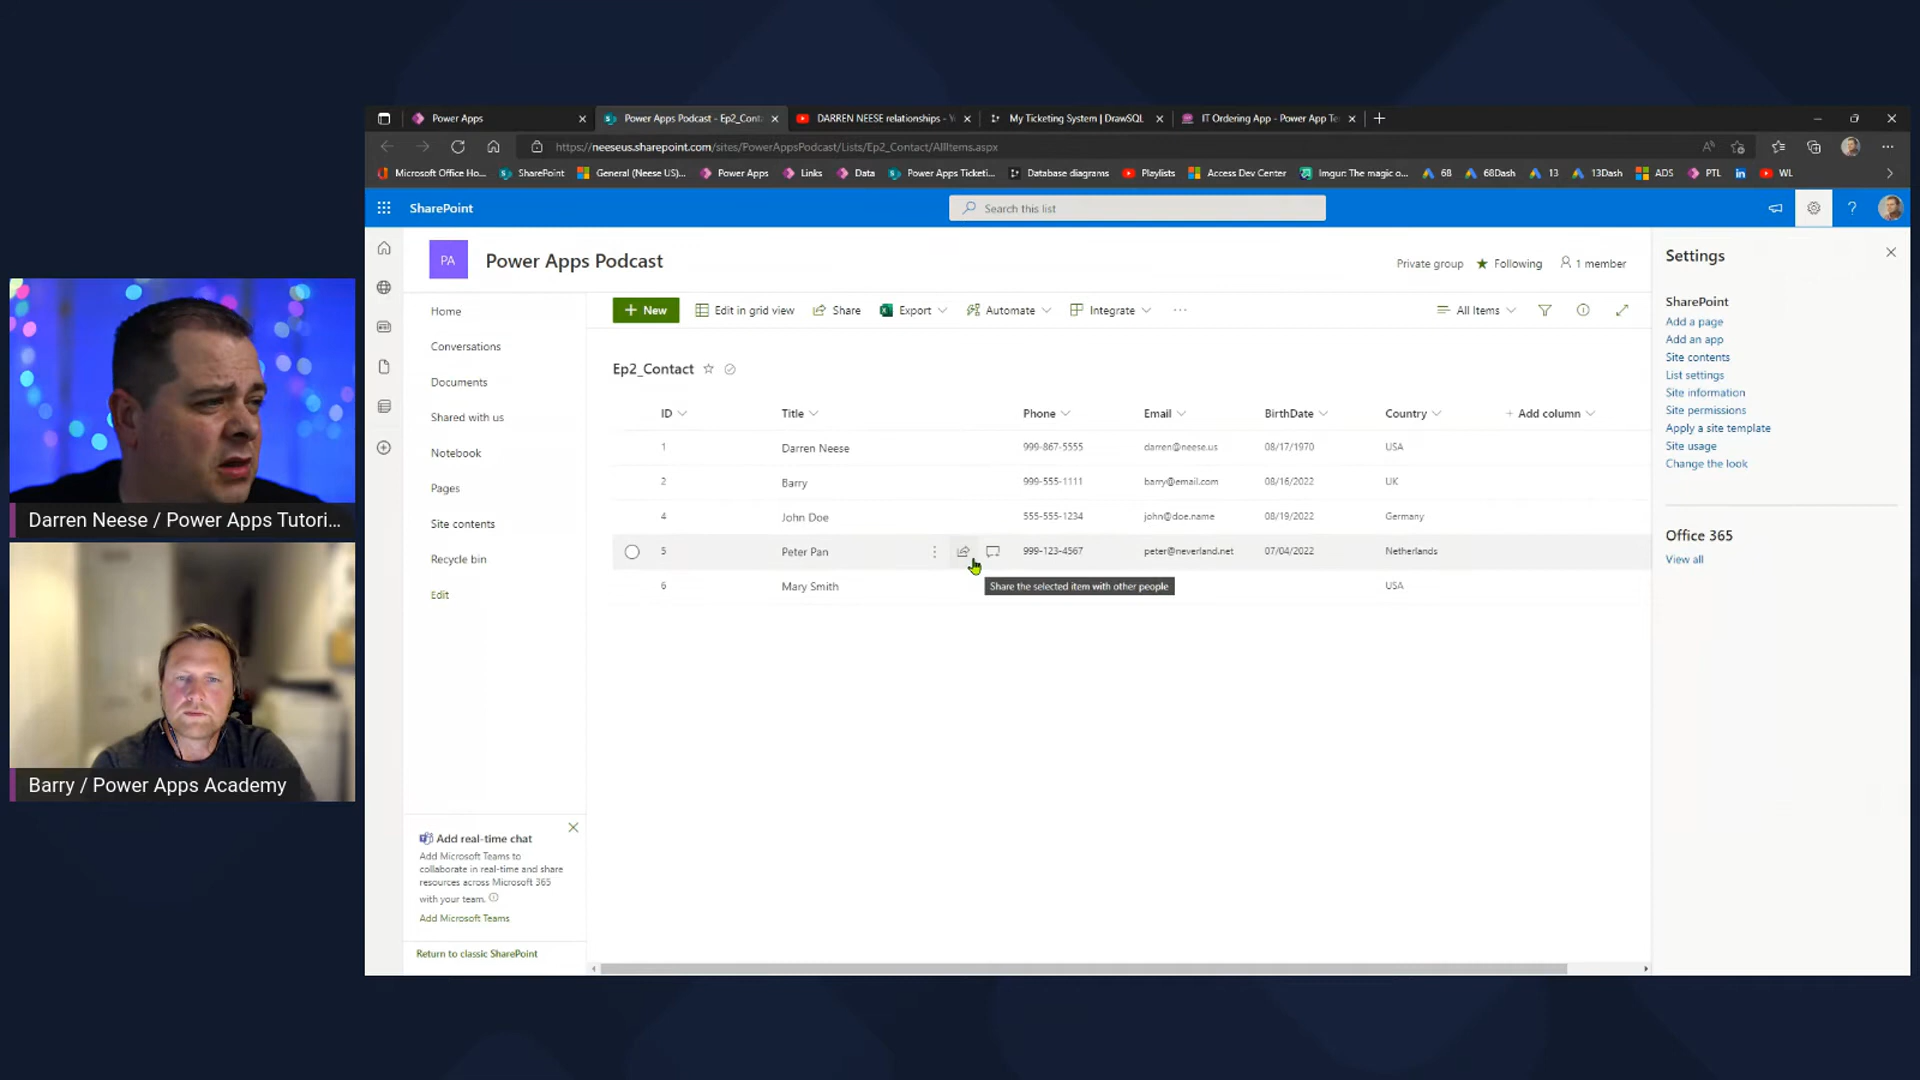 Power Apps
Power Apps Podcast - Ep2_Cont
DARREN NEESE relationships -
My Ticketing System | DrawSQL
IT Ordering App - Power App Te
https://neeseus.sharepoint.com/sites/PowerAppsPodcast/Lists/Ep2_Contact/AllItems.aspx
Microsoft Office Ho...
SharePoint
General (Neese US)...
Power Apps
Links
Data
Power Apps Ticketi...
Database diagrams
Playlists
Access Dev Center
Imgur: The magic o...
68
68Dash
13
13Dash
ADS
PTL
WL
SharePoint
Search this list
PA
Power Apps Podcast
Private group
Following
1 member
Home
Conversations
Documents
Shared with us
Notebook
Pages
Site contents
Recycle bin
Edit
+ New
Edit in grid view
Share
Export
Automate
Integrate
...
All Items
Ep2_Contact
ID Title Phone Email BirthDate Country + Add column
1 Darren Neese 999-867-5555 darren@neese.us 08/17/1970 USA
2 Barry 999-555-1111 barry@email.com 08/16/2022 UK
4 John Doe 555-555-1234 john@doe.name 08/19/2022 Germany
5 Peter Pan 999-123-4567 peter@neverland.net 07/04/2022 Netherlands
Share the selected item with other people
6 Mary Smith USA
Settings
SharePoint
Add a page
Add an app
Site contents
List settings
Site information
Site permissions
Apply a site template
Site usage
Change the look
Office 365
View all
Add real-time chat
Add Microsoft Teams to
collaborate in real-time and share
resources across Microsoft 365
with your team.
Add Microsoft Teams
Return to classic SharePoint
Darren Neese / Power Apps Tutori...
Barry / Power Apps Academy